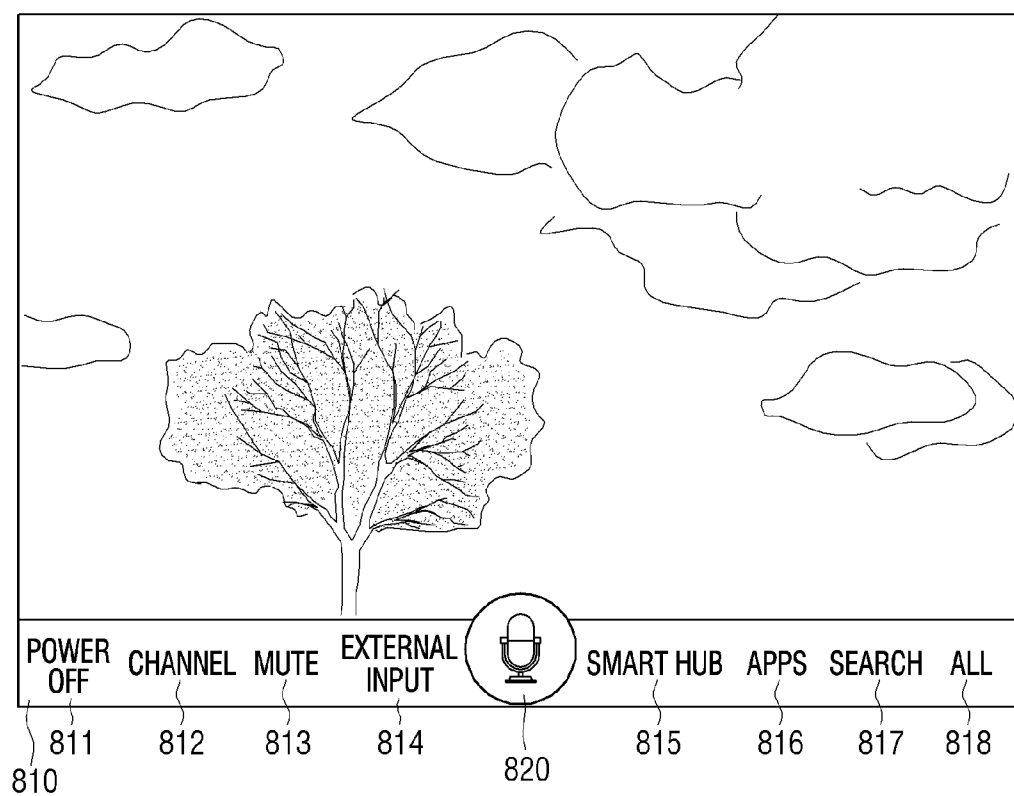 POWER
OFF
CHANNEL
MUTE
EXTERNAL
INPUT
SMART HUB
APPS
SEARCH
ALL
811
812
813
814
815
816
817
818
810
820